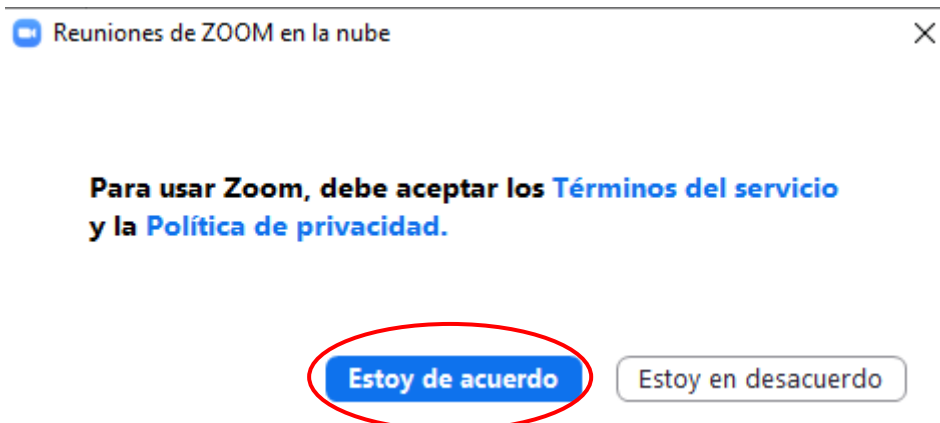 Reuniones de ZOOM en la nube
Para usar Zoom, debe aceptar los Términos del servicio
y la Política de privacidad.
Estoy de acuerdo
Estoy en desacuerdo